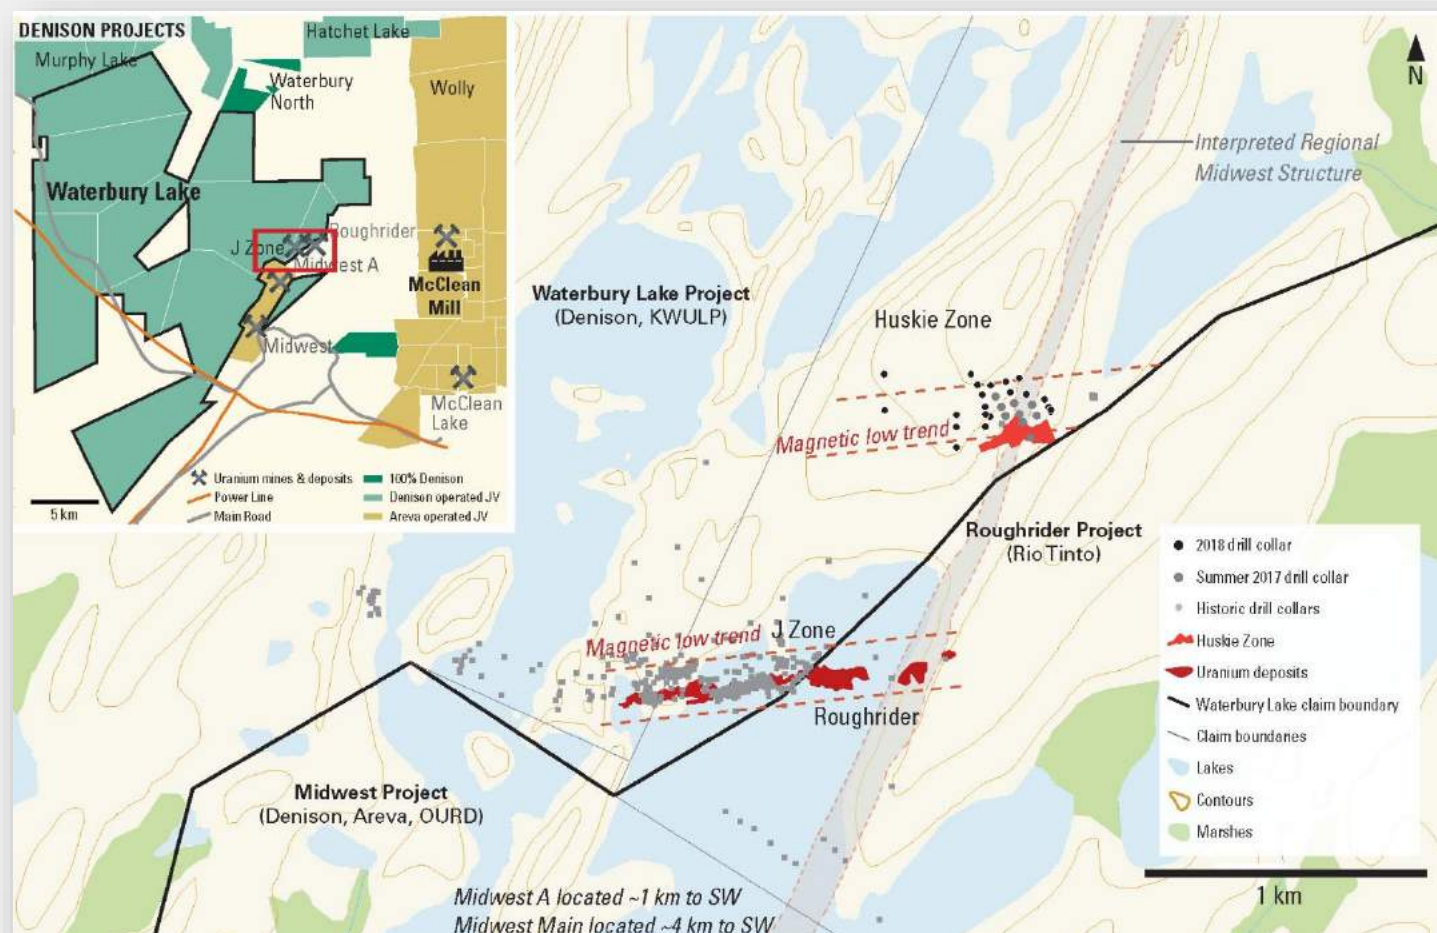 DENISON PROJECTS
Hatchet Lake
Murphy Lake
Waterbury
North
Wolly
Waterbury Lake
Roughrider
J Zone
Midwest A
McClean
Mill
Midwest
McClean
Lake
Uranium mines & deposits
Power Line
Main Road
100% Denison
Denison operated JV
Areva operated JV
5 km
N
Interpreted Regional
Midwest Structure
Waterbury Lake Project
(Denison, KWULP)
Huskie Zone
Magnetic low trend
Roughrider Project
(Rio Tinto)
Magnetic low trend
J Zone
Roughrider
Midwest Project
(Denison, Areva, OURD)
Midwest A located ~1 km to SW
Midwest Main located ~4 km to SW
2018 drill collar
Summer 2017 drill collar
Historic drill collars
Huskie Zone
Uranium deposits
Waterbury Lake claim boundary
Claim boundaries
Lakes
Contours
Marshes
1 km